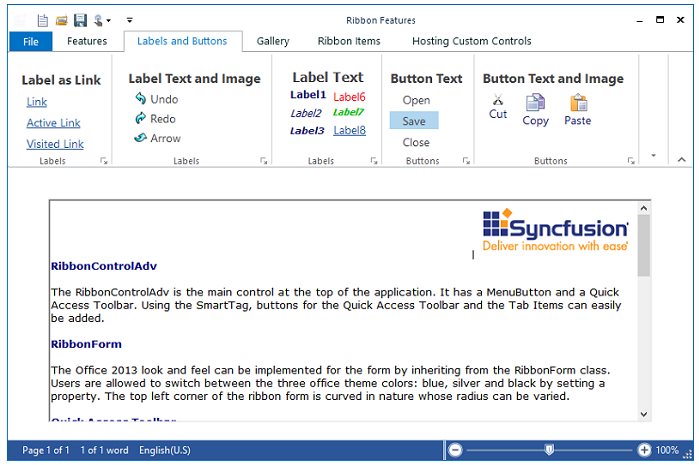 Ribbon Features
File Features Labels and Buttons Gallery Ribbon Items Hosting Custom Controls
Label as Link
Link
Active Link
Visited Link
Labels
Label Text and Image
Undo
Redo
Arrow
Labels
Label Text
Label1 Label6
Label2 Label7
Label3 Label8
Labels
Button Text
Open
Save
Close
Buttons
Button Text and Image
Cut Copy Paste
Buttons
Syncfusion
Deliver innovation with ease
RibbonControlAdv
The RibbonControlAdv is the main control at the top of the application. It has a MenuButton and a Quick
Access Toolbar. Using the SmartTag, buttons for the Quick Access Toolbar and the Tab Items can easily
be added.
RibbonForm
The Office 2013 look and feel can be implemented for the form by inheriting from the RibbonForm class.
Users are allowed to switch between the three office theme colors: blue, silver and black by setting a
property. The top left corner of the ribbon form is curved in nature whose radius can be varied.
Quick Access Toolbar
Page 1 of 1 1 of 1 word English(U.S) 100%